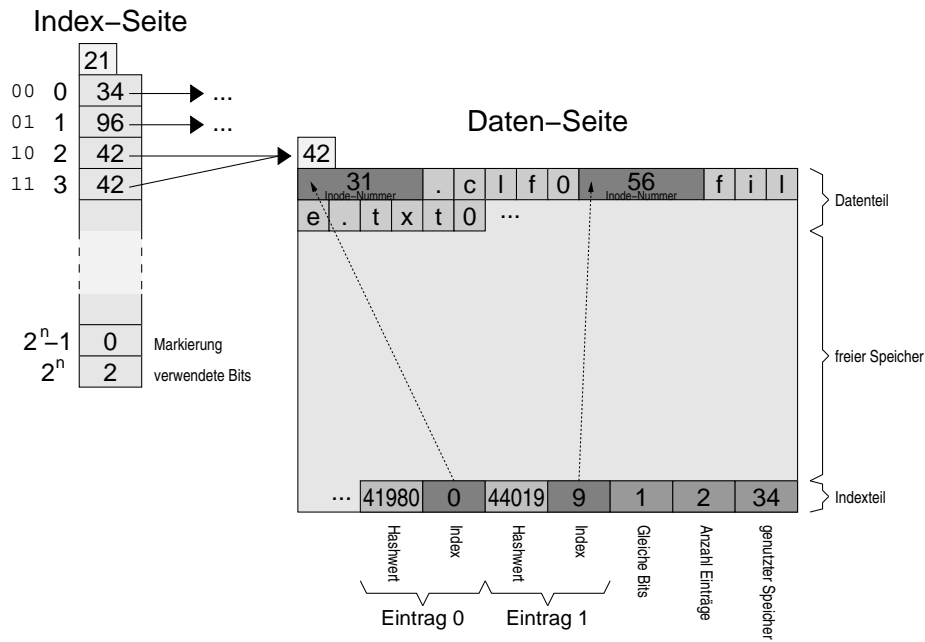 Index–Seite
21
00 0 34 ...
01 1 96 ...
10 2 42
11 3 42
2ⁿ–1 0 Markierung
2ⁿ 2 verwendete Bits
Daten–Seite
42
31 . c l f 0 56 f i l
Inode–Nummer Inode–Nummer
e . t x t 0 ...
Datenteil
freier Speicher
... 41980 0 44019 9 1 2 34
Indexteil
Hashwert
Index
Hashwert
Index
Gleiche Bits
Anzahl Einträge
genutzter Speicher
Eintrag 0 Eintrag 1